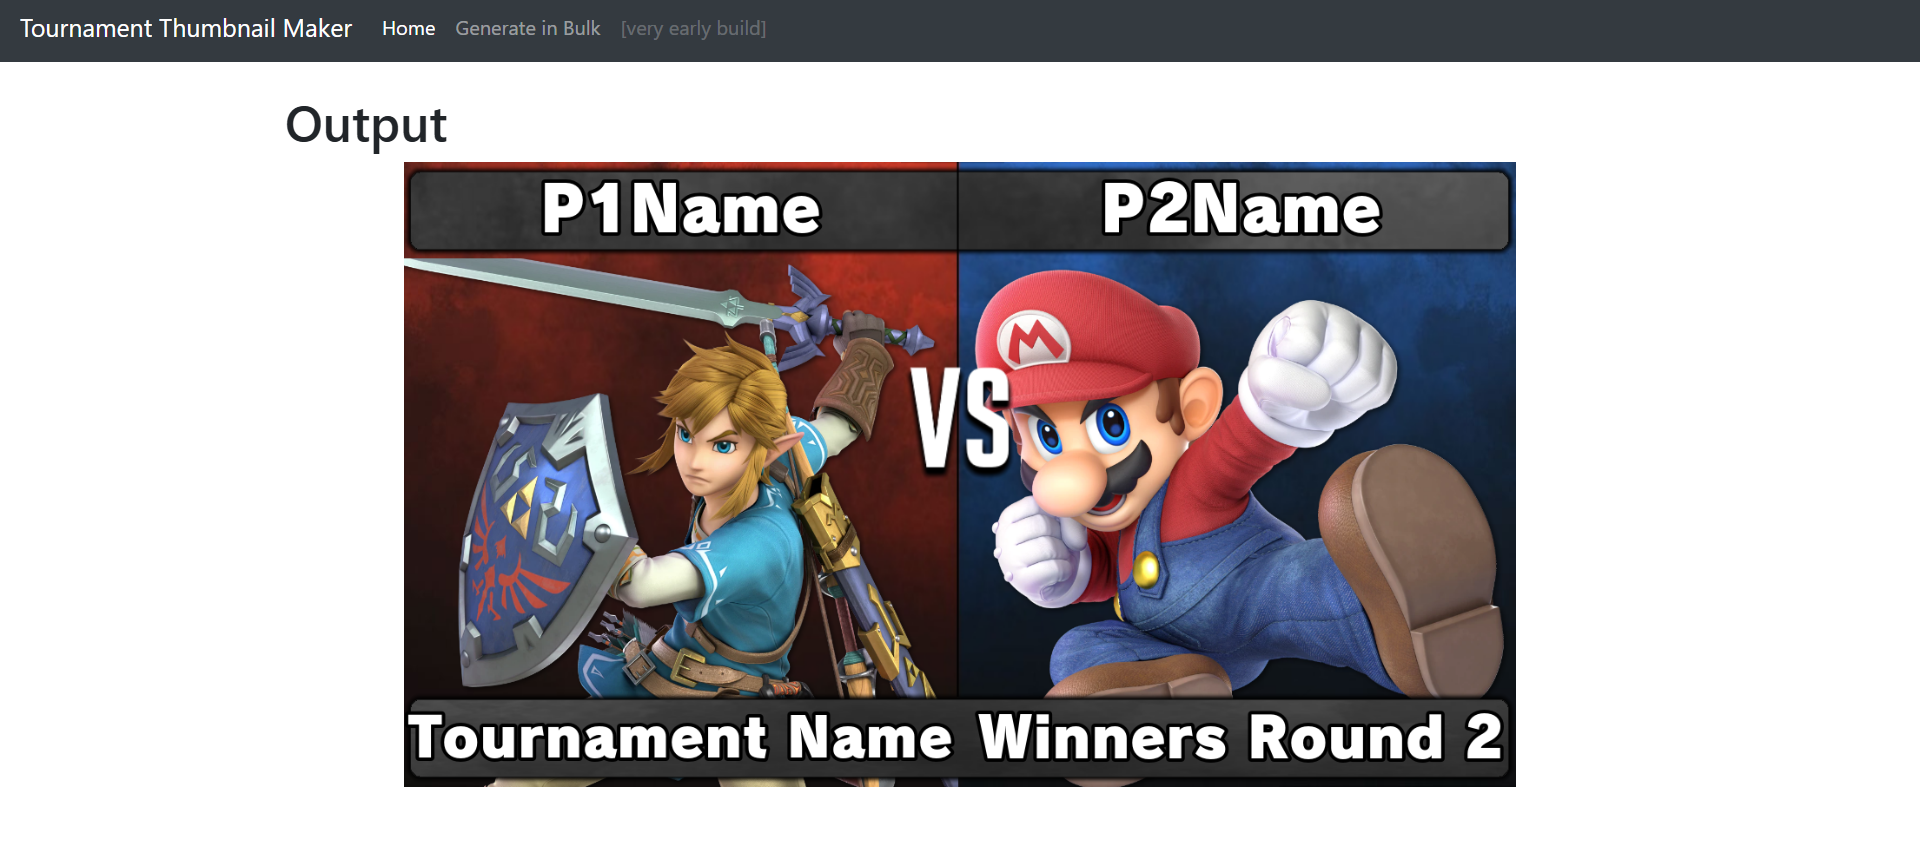 Tournament Thumbnail Maker Home Generate in Bulk [very early build]
Output
P1Name P2Name
M
VS
Tournament Name Winners Round 2